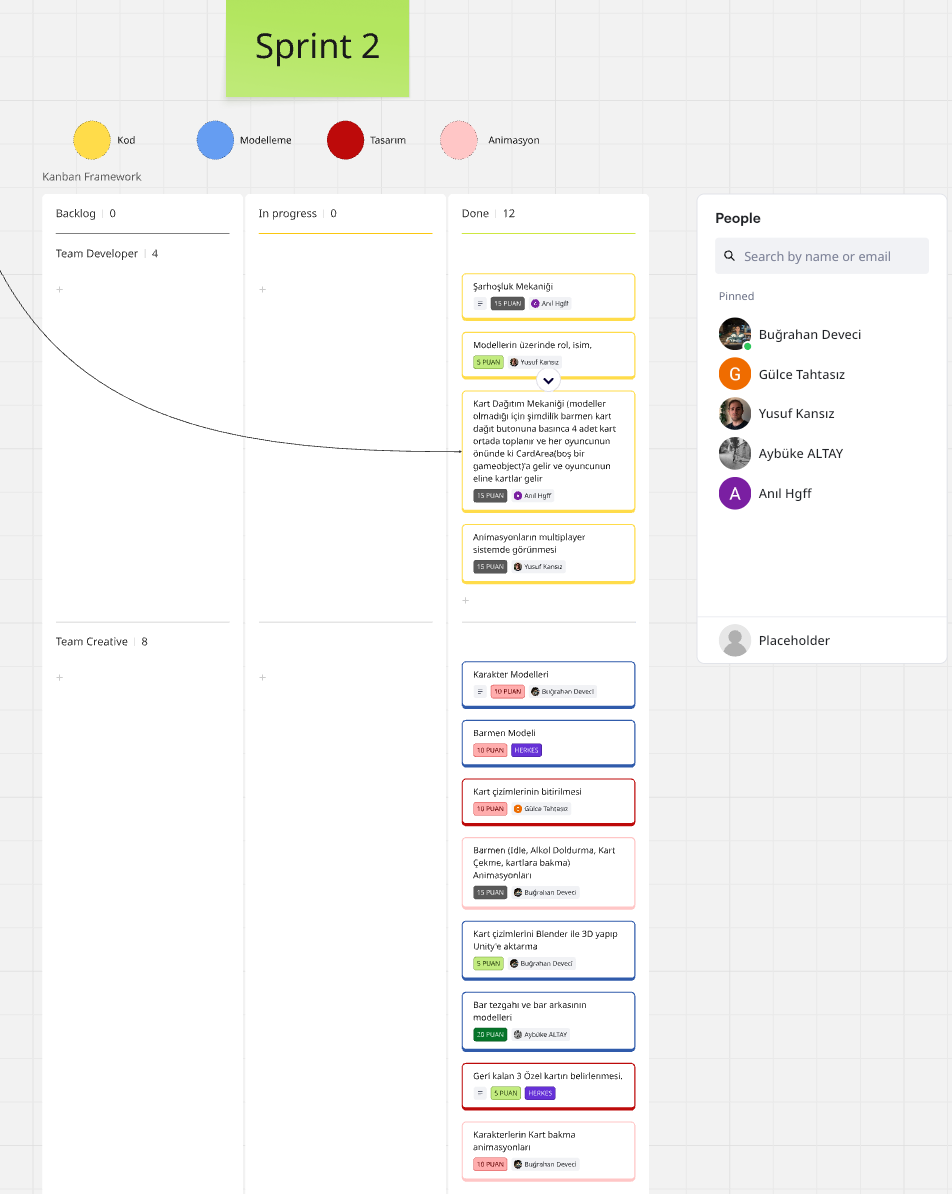 Sprint 2
Kod
Modelleme
Tasarım
Animasyon
Kanban Framework
Backlog 0
In progress 0
Done 12
Team Developer 4
Şarhoşluk Mekaniği
15 PUAN Anıl Hgff
Modellerin üzerinde rol, isim,
5 PUAN Yusuf Kansız
Kart Dağıtım Mekaniği (modeller
olmadığı için şimdilik barmen kart
dağıt butonuna basınca 4 adet kart
ortada toplanır ve her oyuncunun
önünde ki CardArea(boş bir
gameobject)'a gelir ve oyuncunun
eline kartlar gelir
15 PUAN Anıl Hgff
Animasyonların multiplayer
sistemde görünmesi
15 PUAN Yusuf Kansız
Team Creative 8
Karakter Modelleri
10 PUAN Buğrahan Deveci
Barmen Modeli
10 PUAN HERKES
Kart çizimlerinin bitirilmesi
10 PUAN Gülce Tahtasız
Barmen (Idle, Alkol Doldurma, Kart
Çekme, kartlara bakma)
Animasyonları
15 PUAN Buğrahan Deveci
Kart çizimlerini Blender ile 3D yapıp
Unity'e aktarma
5 PUAN Buğrahan Deveci
Bar tezgahı ve bar arkasının
modelleri
20 PUAN Aybüke ALTAY
Geri kalan 3 Özel kartın belirlenmesi.
5 PUAN HERKES
Karakterlerin Kart bakma
animasyonları
10 PUAN Buğrahan Deveci
People
Search by name or email
Pinned
Buğrahan Deveci
G Gülce Tahtasız
Yusuf Kansız
Aybüke ALTAY
A Anıl Hgff
Placeholder